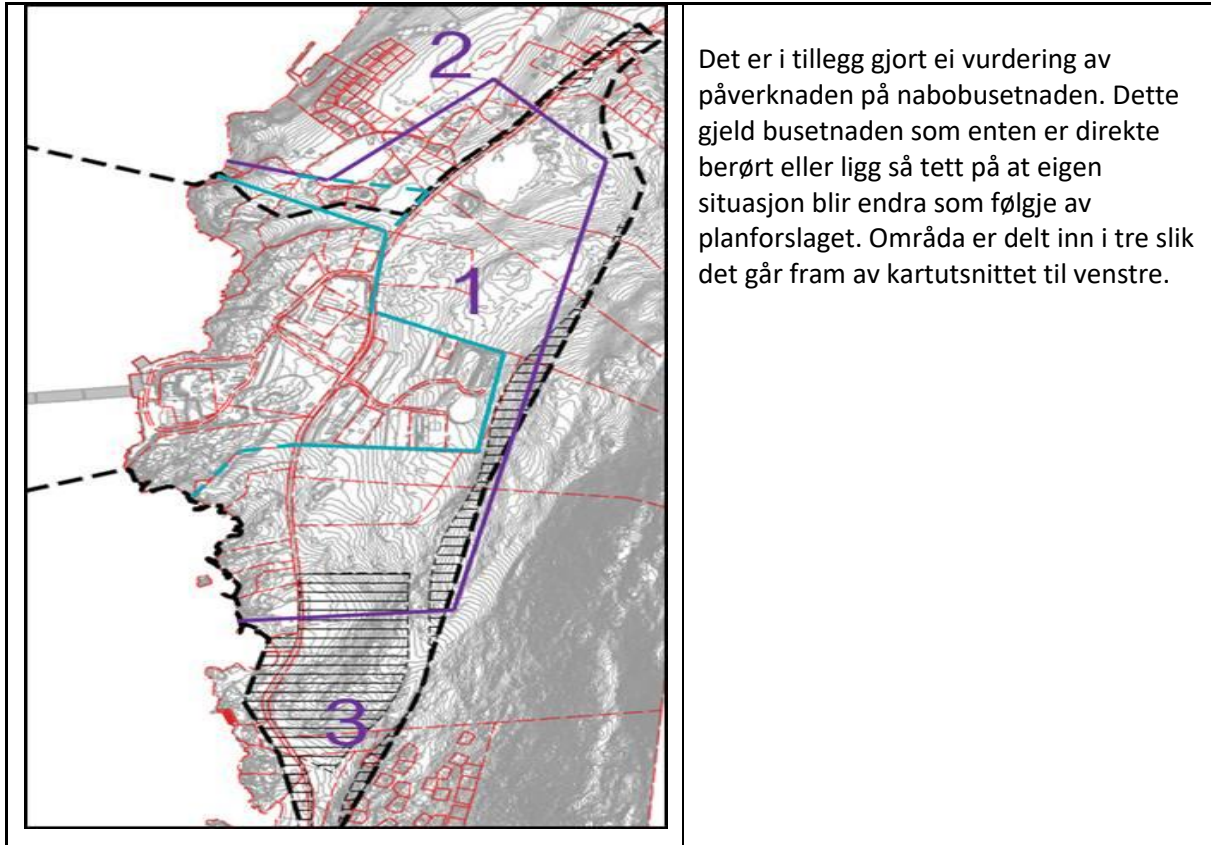 2
1
3
Det er i tillegg gjort ei vurdering av
påverknaden på nabobusetnaden. Dette
gjeld busetnaden som enten er direkte
berørt eller ligg så tett på at eigen
situasjon blir endra som følgje av
planforslaget. Områda er delt inn i tre slik
det går fram av kartutsnittet til venstre.